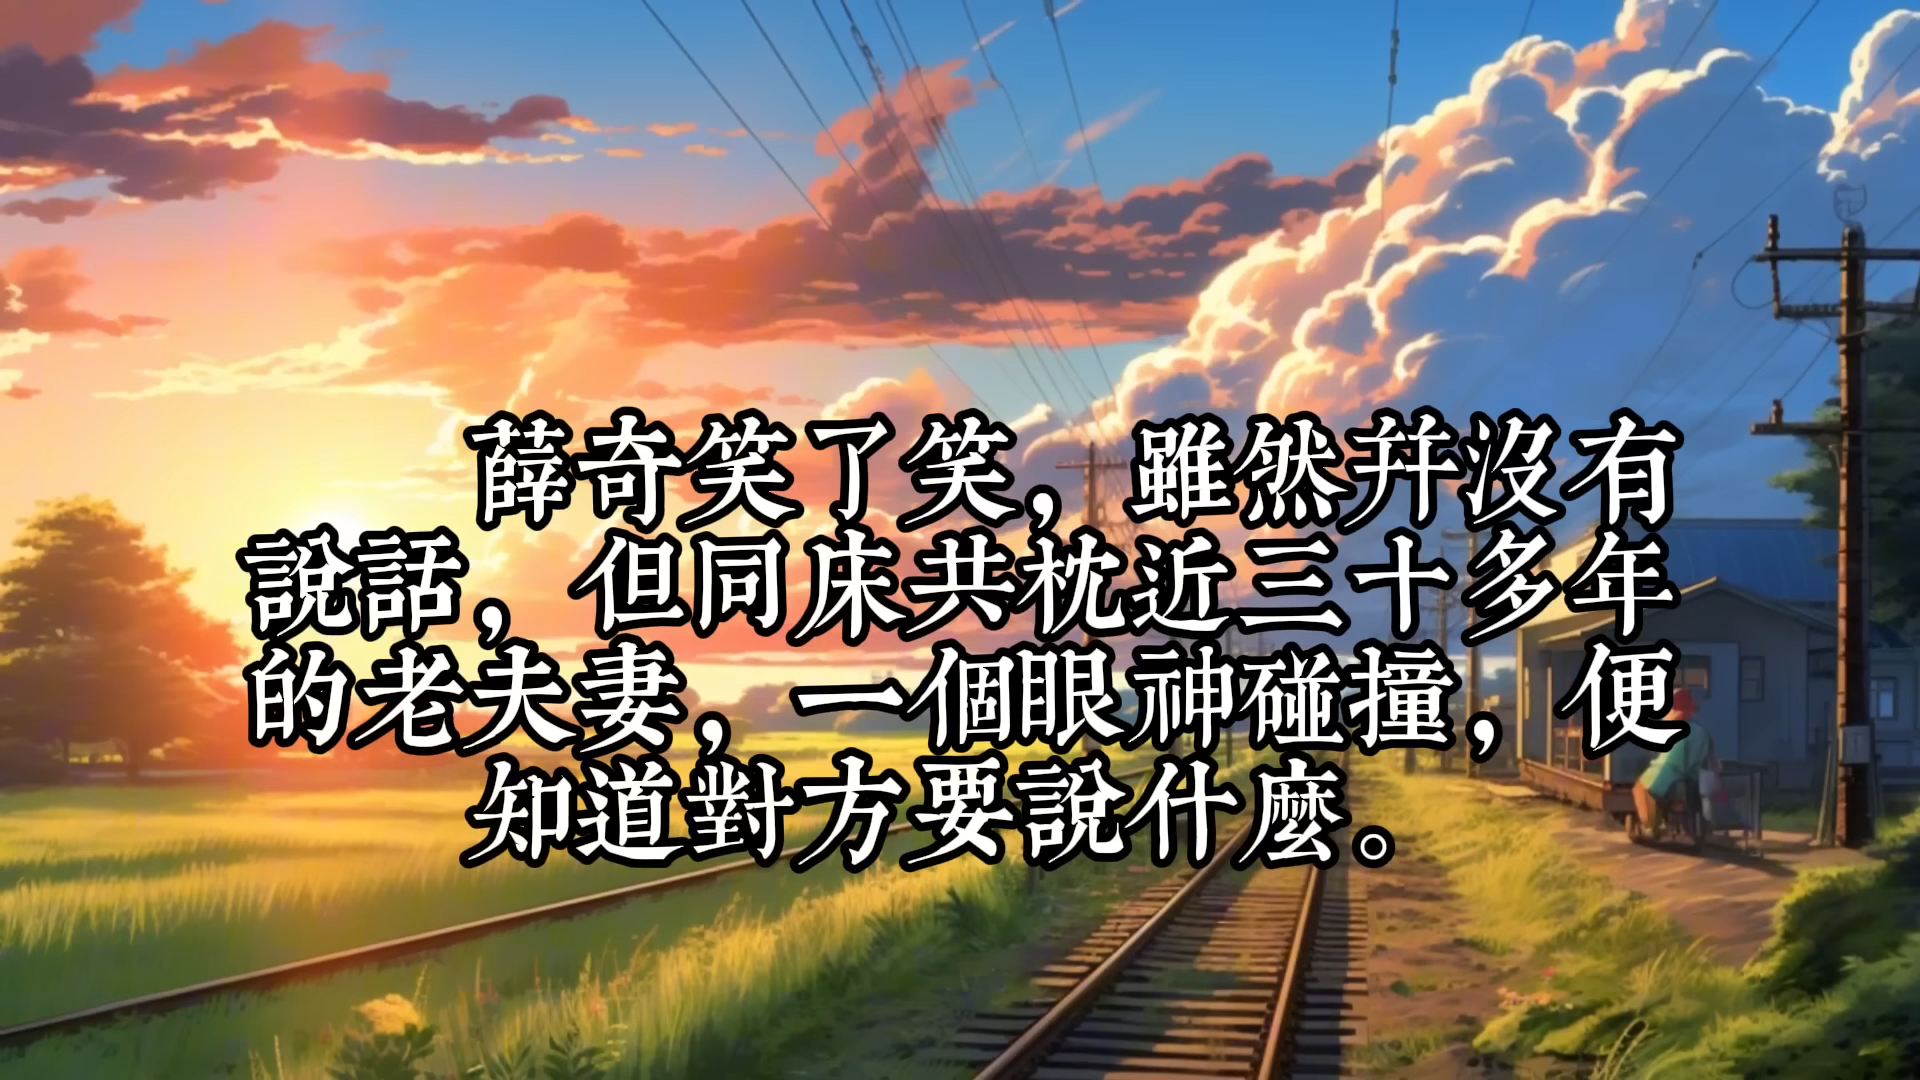 薛奇笑了笑，雖然并沒有
說話，但同床共枕近三十多年
的老夫妻，一個眼神碰撞，便
知道對方要說什麼。